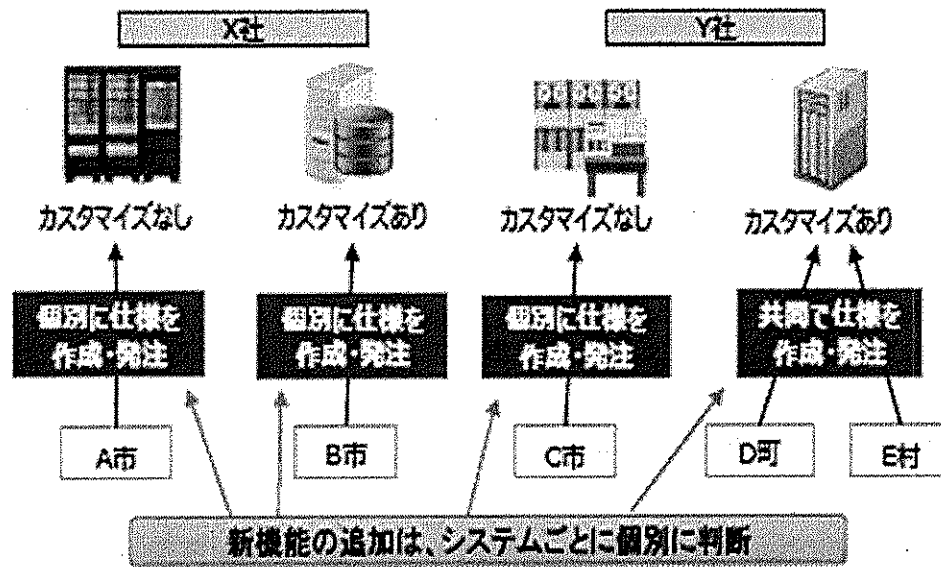 X社
Y社
カスタマイズなし
カスタマイズあり
カスタマイズなし
カスタマイズあり
個別に仕様を
作成・発注
個別に仕様を
作成・発注
個別に仕様を
作成・発注
共同で仕様を
作成・発注
A市
B市
C市
D町
E村
新機能の追加は、システムごとに個別に判断